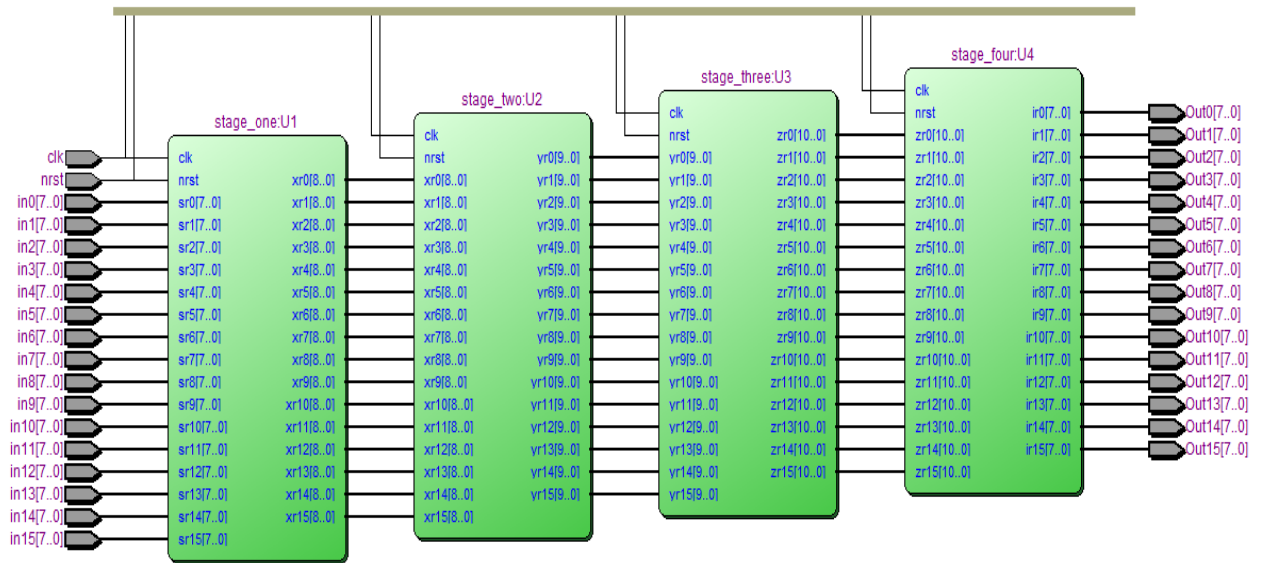 clk
nrst
in0[7..0]
in1[7..0]
in2[7..0]
in3[7..0]
in4[7..0]
in5[7..0]
in6[7..0]
in7[7..0]
in8[7..0]
in9[7..0]
in10[7..0]
in11[7..0]
in12[7..0]
in13[7..0]
in14[7..0]
in15[7..0]
stage_one:U1
clk
nrst xr0[8..0]
sr0[7..0] xr1[8..0]
sr1[7..0] xr2[8..0]
sr2[7..0] xr3[8..0]
sr3[7..0] xr4[8..0]
sr4[7..0] xr5[8..0]
sr5[7..0] xr6[8..0]
sr6[7..0] xr7[8..0]
sr7[7..0] xr8[8..0]
sr8[7..0] xr9[8..0]
sr9[7..0] xr10[8..0]
sr10[7..0] xr11[8..0]
sr11[7..0] xr12[8..0]
sr12[7..0] xr13[8..0]
sr13[7..0] xr14[8..0]
sr14[7..0] xr15[8..0]
sr15[7..0]
stage_two:U2
clk
nrst yr0[9..0]
xr0[8..0] yr1[9..0]
xr1[8..0] yr2[9..0]
xr2[8..0] yr3[9..0]
xr3[8..0] yr4[9..0]
xr4[8..0] yr5[9..0]
xr5[8..0] yr6[9..0]
xr6[8..0] yr7[9..0]
xr7[8..0] yr8[9..0]
xr8[8..0] yr9[9..0]
xr9[8..0] yr10[9..0]
xr10[8..0] yr11[9..0]
xr11[8..0] yr12[9..0]
xr12[8..0] yr13[9..0]
xr13[8..0] yr14[9..0]
xr14[8..0] yr15[9..0]
xr15[8..0]
stage_three:U3
clk
nrst zr0[10..0]
yr0[9..0] zr1[10..0]
yr1[9..0] zr2[10..0]
yr2[9..0] zr3[10..0]
yr3[9..0] zr4[10..0]
yr4[9..0] zr5[10..0]
yr5[9..0] zr6[10..0]
yr6[9..0] zr7[10..0]
yr7[9..0] zr8[10..0]
yr8[9..0] zr9[10..0]
yr9[9..0] zr10[10..0]
yr10[9..0] zr11[10..0]
yr11[9..0] zr12[10..0]
yr12[9..0] zr13[10..0]
yr13[9..0] zr14[10..0]
yr14[9..0] zr15[10..0]
yr15[9..0]
stage_four:U4
clk
nrst ir0[7..0]
zr0[10..0] ir1[7..0]
zr1[10..0] ir2[7..0]
zr2[10..0] ir3[7..0]
zr3[10..0] ir4[7..0]
zr4[10..0] ir5[7..0]
zr5[10..0] ir6[7..0]
zr6[10..0] ir7[7..0]
zr7[10..0] ir8[7..0]
zr8[10..0] ir9[7..0]
zr9[10..0] ir10[7..0]
zr10[10..0] ir11[7..0]
zr11[10..0] ir12[7..0]
zr12[10..0] ir13[7..0]
zr13[10..0] ir14[7..0]
zr14[10..0] ir15[7..0]
zr15[10..0]
Out0[7..0]
Out1[7..0]
Out2[7..0]
Out3[7..0]
Out4[7..0]
Out5[7..0]
Out6[7..0]
Out7[7..0]
Out8[7..0]
Out9[7..0]
Out10[7..0]
Out11[7..0]
Out12[7..0]
Out13[7..0]
Out14[7..0]
Out15[7..0]